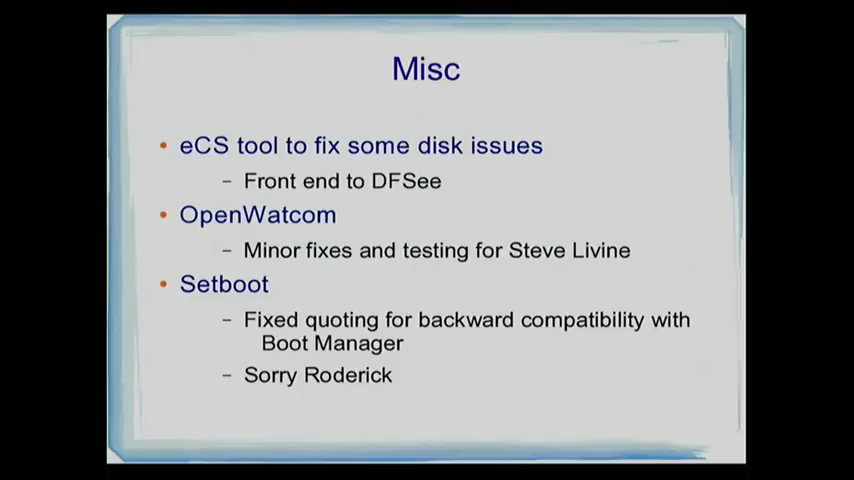 Misc
• eCS tool to fix some disk issues
– Front end to DFSee
• OpenWatcom
– Minor fixes and testing for Steve Livine
• Setboot
– Fixed quoting for backward compatibility with
Boot Manager
– Sorry Roderick